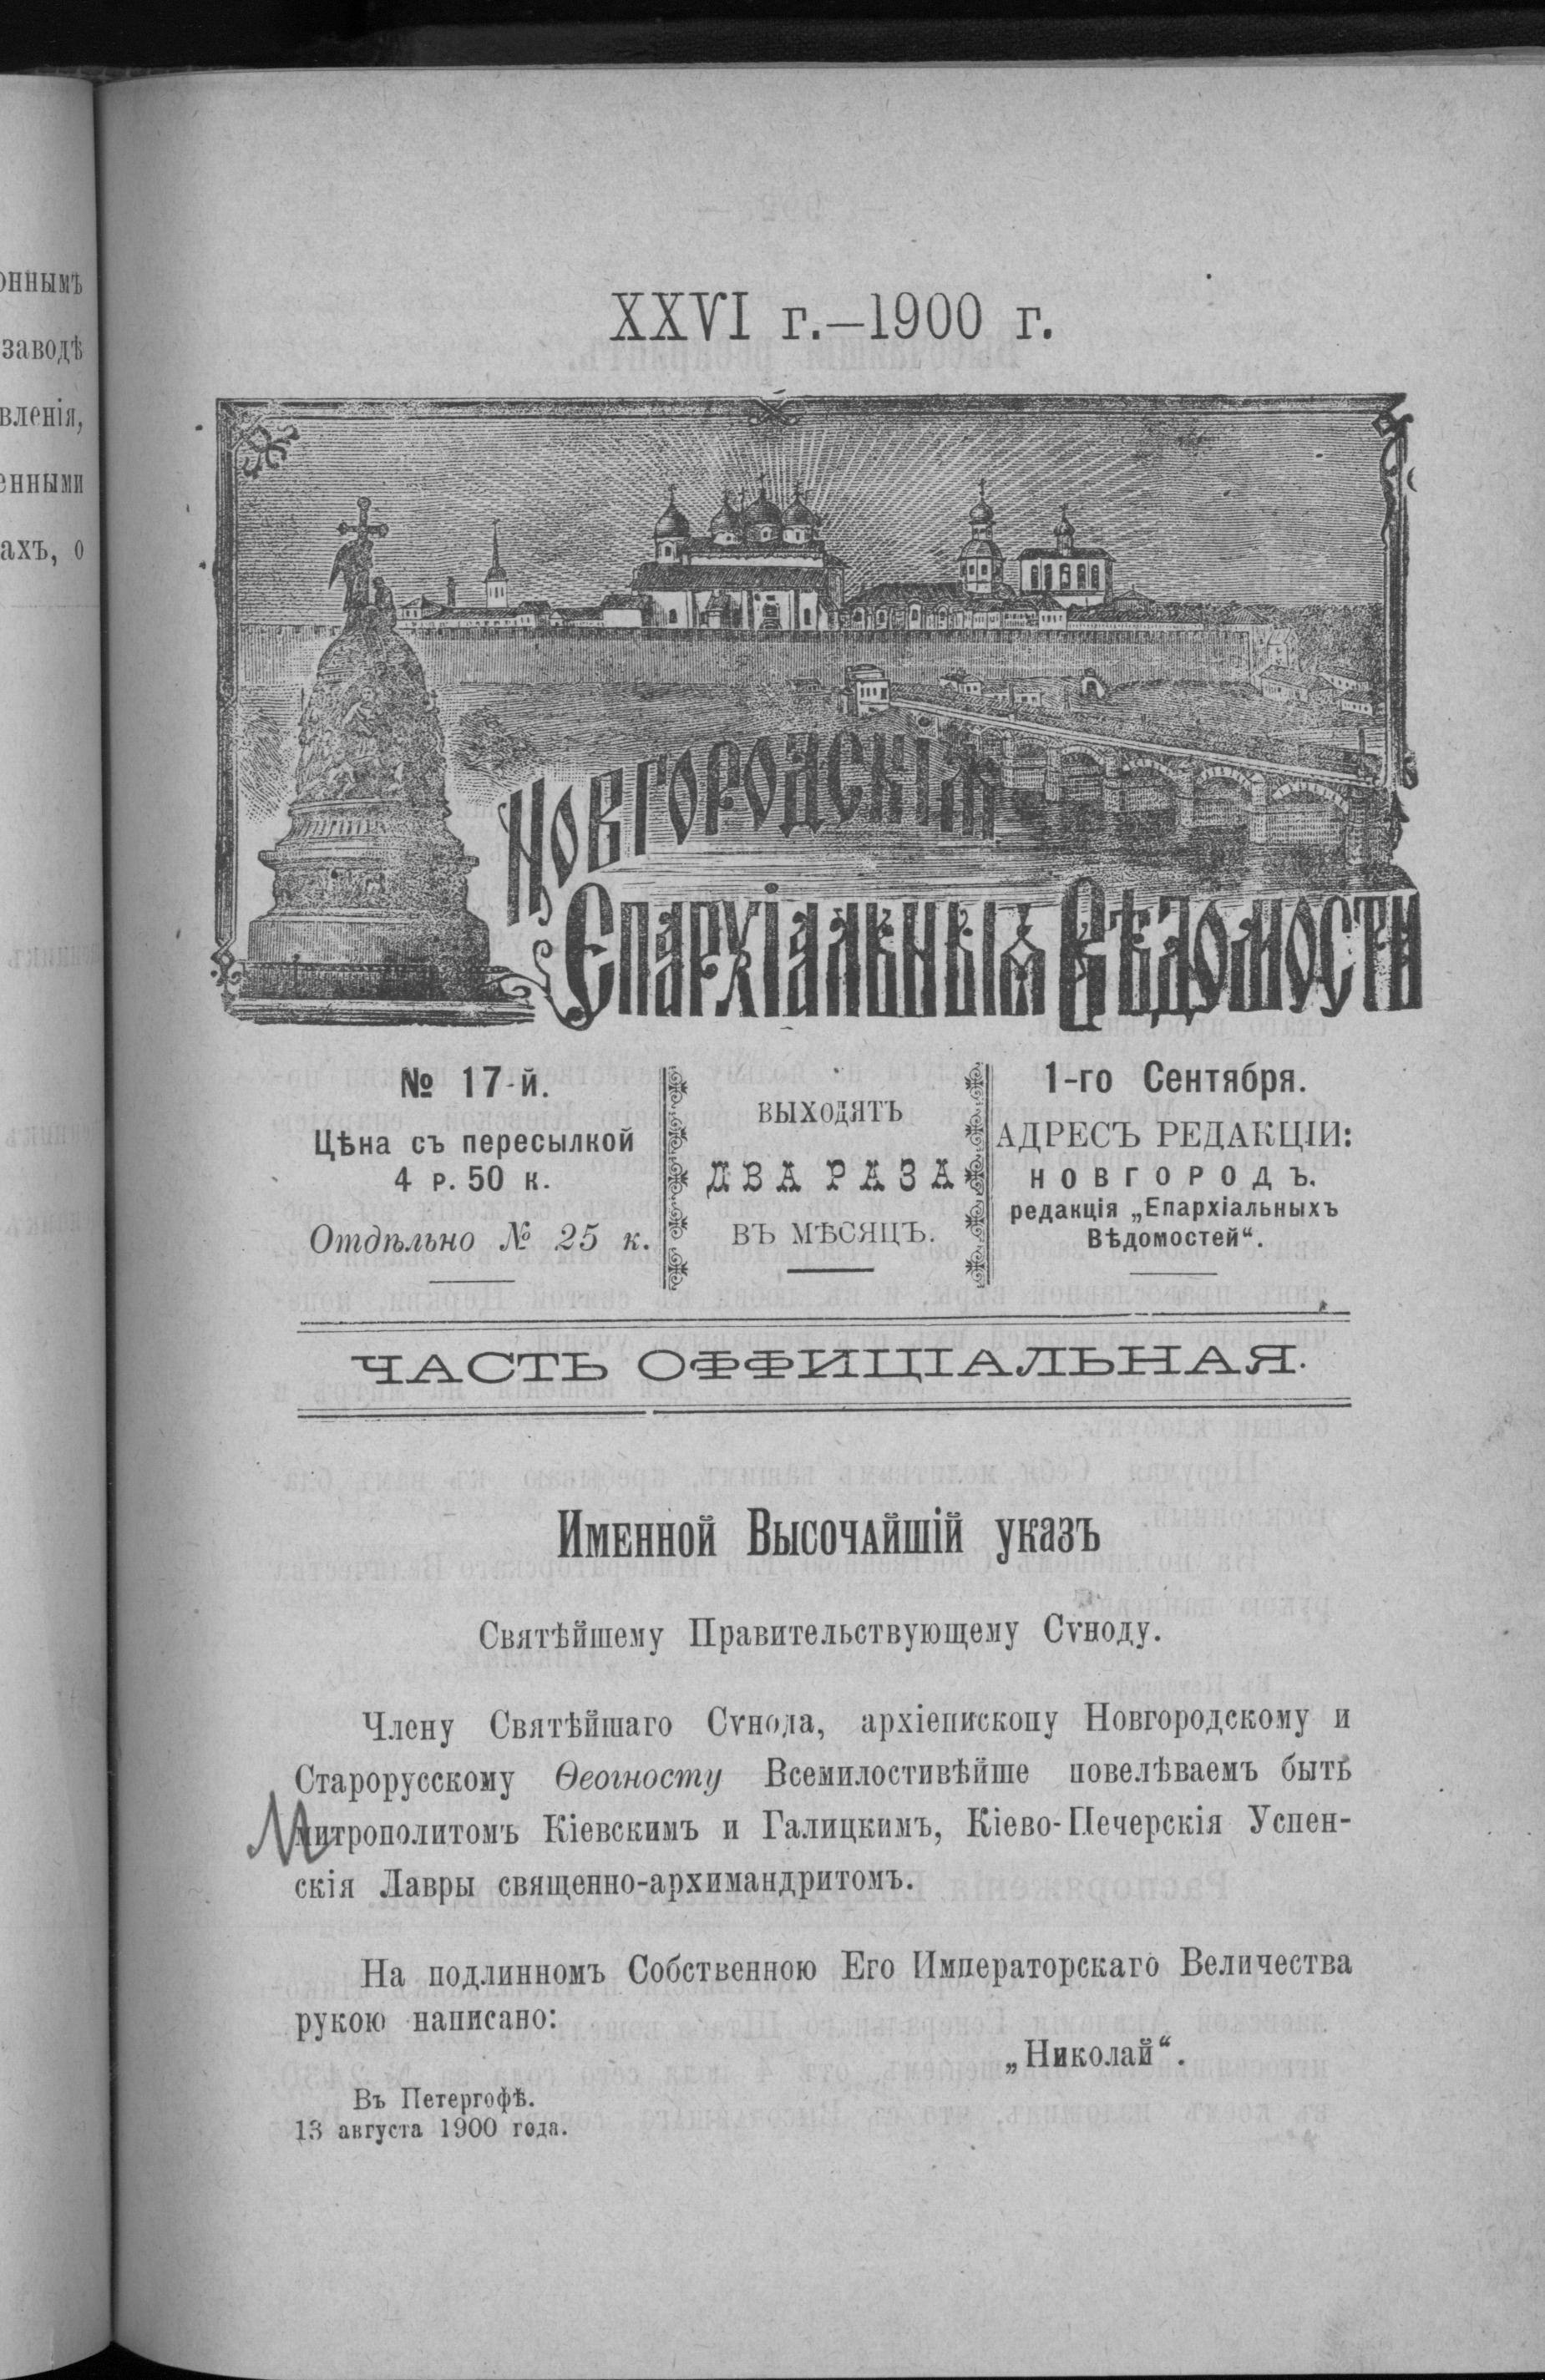 оннымъ
заводѣ
вленія,
енными
ахъ, о
XXVI г.—1900 г.
Новгородскія
Епархіальныя Вѣдомости
№ 17-й.
Цѣна съ пересылкой
4 р. 50 к.
Отдѣльно № 25 к.
ВЫХОДЯТЪ
ДВА РАЗА
ВЪ МѢСЯЦЪ.
1-го Сентября.
АДРЕСЪ РЕДАКЦІИ:
НОВГОРОДЪ.
редакція „Епархіальныхъ
Вѣдомостей“.
ЧАСТЬ ОФФИЦІАЛЬНАЯ.
Именной Высочайшій указъ
Святѣйшему Правительствующему Сѵноду.
Члену Святѣйшаго Сѵнода, архіепископу Новгородскому и
Старорусскому Ѳеогносту Всемилостивѣйше повелѣваемъ быть
Митрополитомъ Кіевскимъ и Галицкимъ, Кіево-Печерскія Успен-
скія Лавры священно-архимандритомъ.
На подлинномъ Собственною Его Императорскаго Величества
рукою написано:
„Николай“.
Въ Петергофѣ.
13 августа 1900 года.